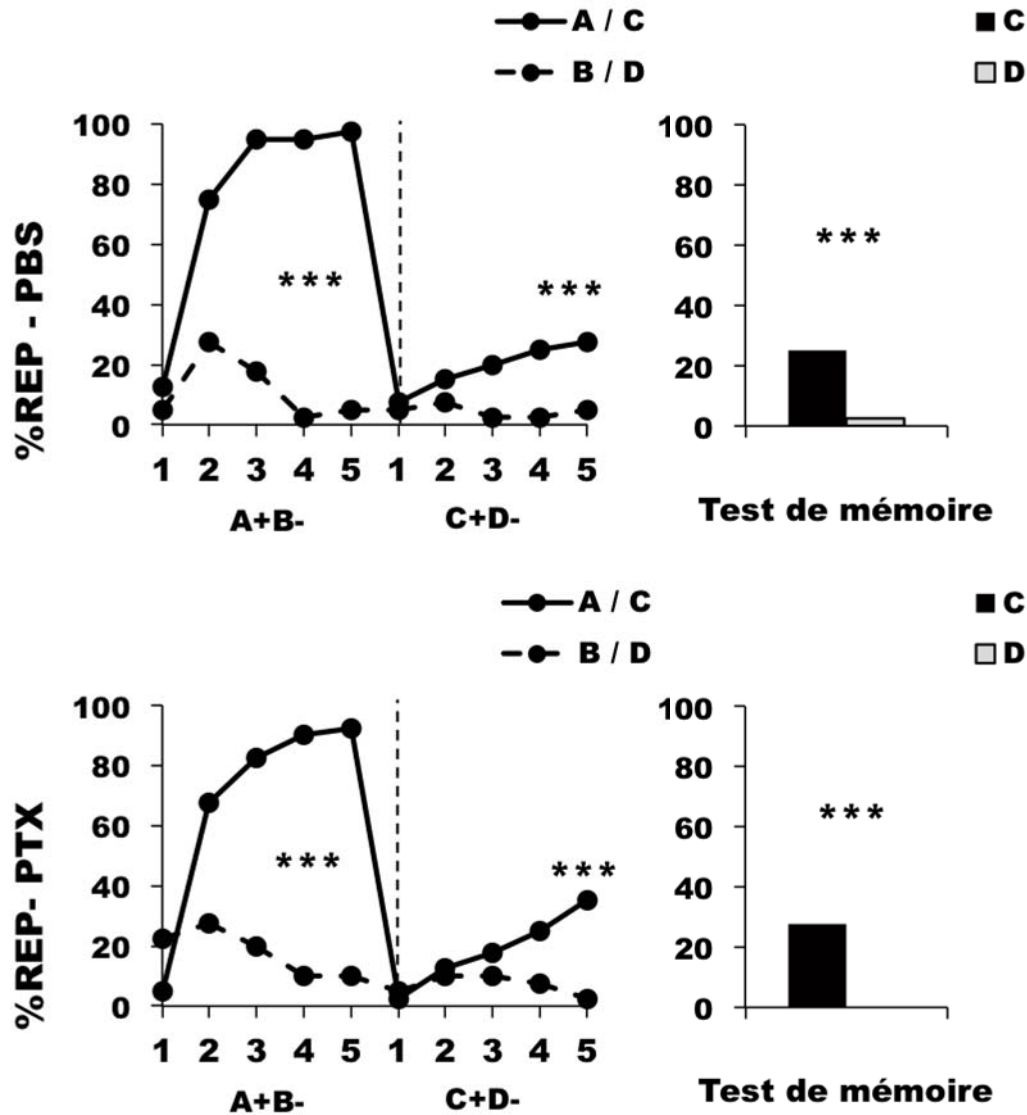 A / C
B / D
C
D
%REP - PBS
100
80
60
40
20
0
***
***
1 2 3 4 5 1 2 3 4 5
A+B- C+D-
100
80
60
40
20
0
***
Test de mémoire
A / C
B / D
C
D
%REP- PTX
100
80
60
40
20
0
***
***
1 2 3 4 5 1 2 3 4 5
A+B- C+D-
100
80
60
40
20
0
***
Test de mémoire